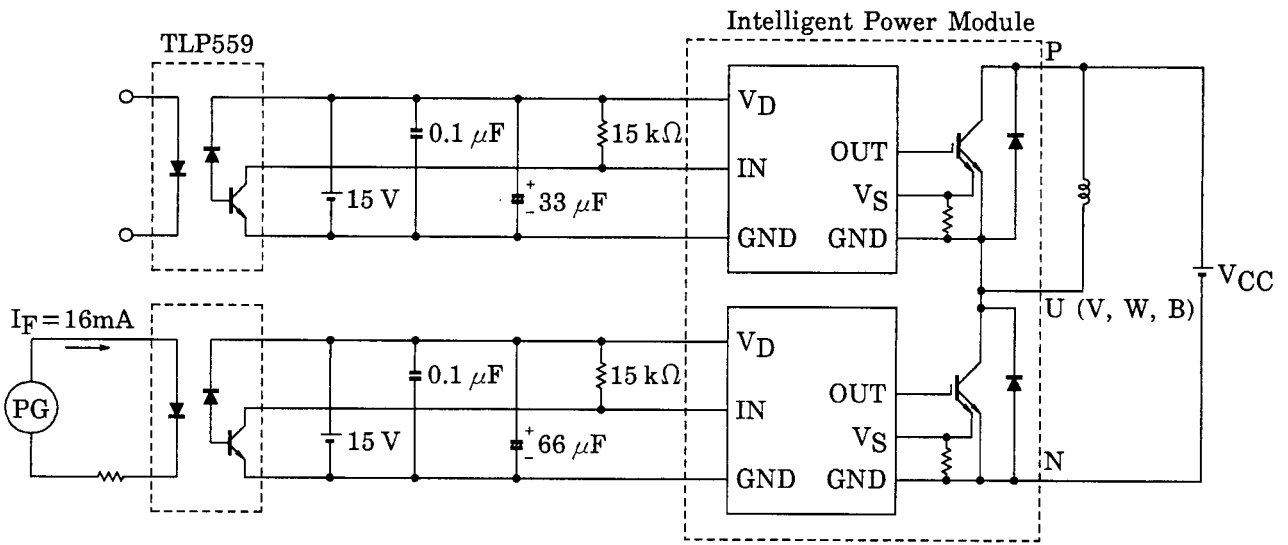 Intelligent Power Module
TLP559
P
VD
0.1 μF
15 kΩ
OUT
IN
VS
15 V
+
- 33 μF
GND
GND
VCC
U (V, W, B)
IF = 16mA
VD
0.1 μF
15 kΩ
OUT
PG
IN
VS
15 V
+
- 66 μF
N
GND
GND